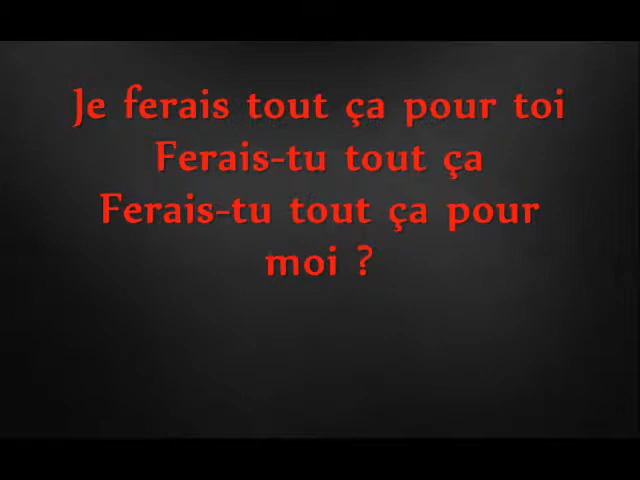 Je ferais tout ça pour toi
Ferais-tu tout ça
Ferais-tu tout ça pour
moi ?